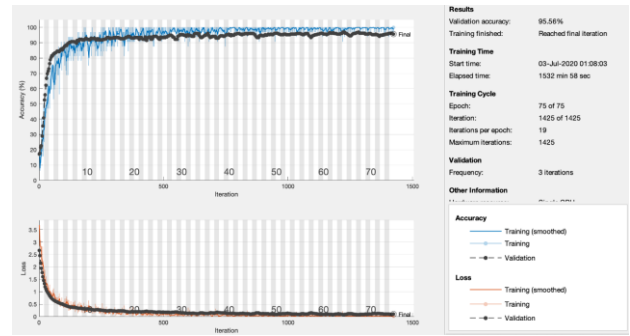 Results
Validation accuracy: 95.56%
Training finished: Reached final iteration
Training Time
Start time: 03-Jul-2020 01:08:03
Elapsed time: 1532 min 58 sec
Training Cycle
Epoch: 75 of 75
Iteration: 1425 of 1425
Iterations per epoch: 19
Maximum iterations: 1425
Validation
Frequency: 3 iterations
Other Information
Accuracy
Training (smoothed)
Training
Validation
Loss
Training (smoothed)
Training
Validation
Accuracy (%)
100
90
80
70
60
50
40
30
20
10
0
Final
10 20 30 40 50 60 70
0 500 1000 1500
Iteration
Loss
3.5
3
2.5
2
1.5
1
0.5
0
Final
10 20 30 40 50 60 70
0 500 1000 1500
Iteration